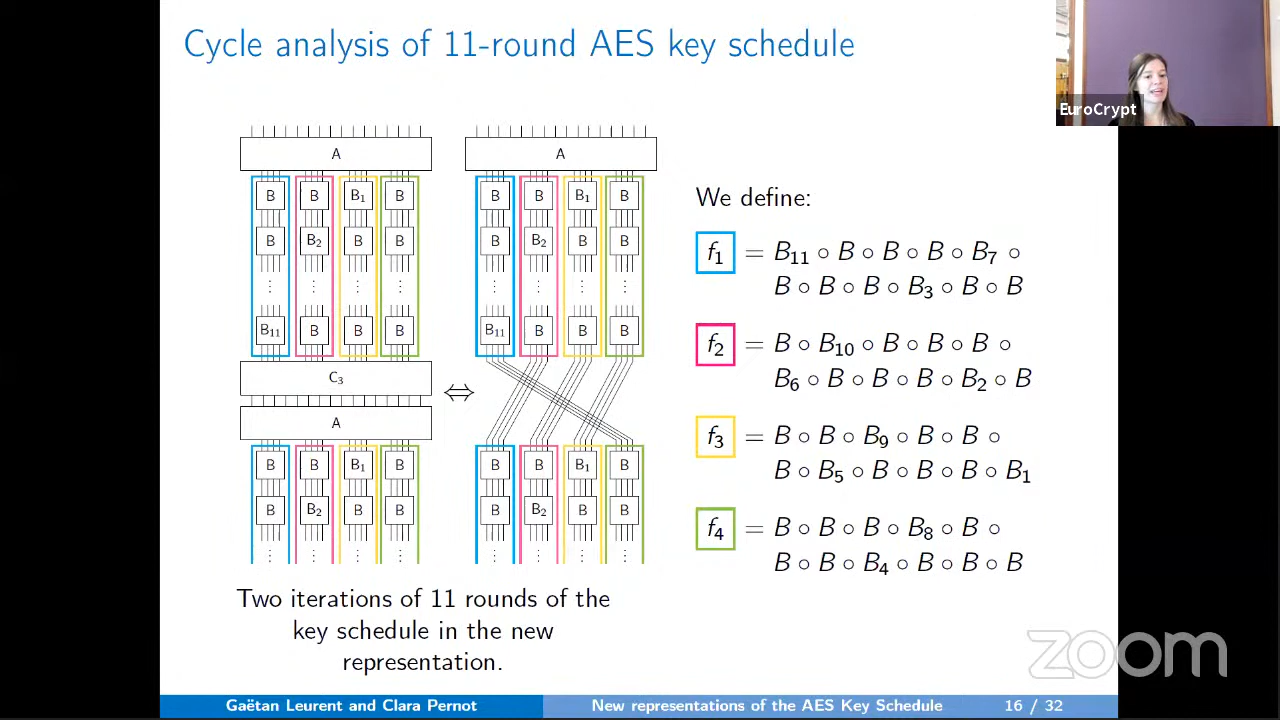 Cycle analysis of 11-round AES key schedule
EuroCrypt
A
A
B B B₁ B
B B B₁ B
B B₂ B B
B B₂ B B
⋮ ⋮ ⋮ ⋮
⋮ ⋮ ⋮ ⋮
B₁₁ B B B
B₁₁ B B B
C₃
⇔
A
B B B₁ B
B B B₁ B
B B₂ B B
B B₂ B B
⋮ ⋮ ⋮ ⋮
⋮ ⋮ ⋮ ⋮
Two iterations of 11 rounds of the
key schedule in the new
representation.
We define:
f₁ = B₁₁ ∘ B ∘ B ∘ B ∘ B₇ ∘
B ∘ B ∘ B ∘ B₃ ∘ B ∘ B
f₂ = B ∘ B₁₀ ∘ B ∘ B ∘ B ∘
B₆ ∘ B ∘ B ∘ B ∘ B₂ ∘ B
f₃ = B ∘ B ∘ B₉ ∘ B ∘ B ∘
B ∘ B₅ ∘ B ∘ B ∘ B ∘ B₁
f₄ = B ∘ B ∘ B ∘ B₈ ∘ B ∘
B ∘ B ∘ B₄ ∘ B ∘ B ∘ B
zoom
Gaëtan Leurent and Clara Pernot
New representations of the AES Key Schedule
16 / 32